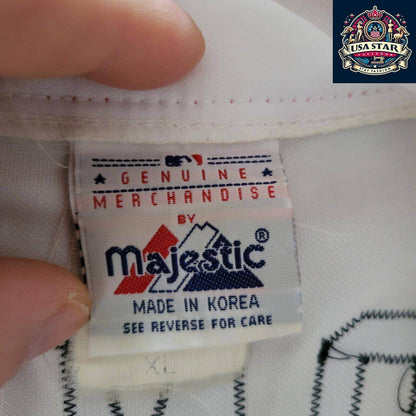 USA STAR
GENUINE
MERCHANDISE
BY
majestic®
MADE IN KOREA
SEE REVERSE FOR CARE
XL